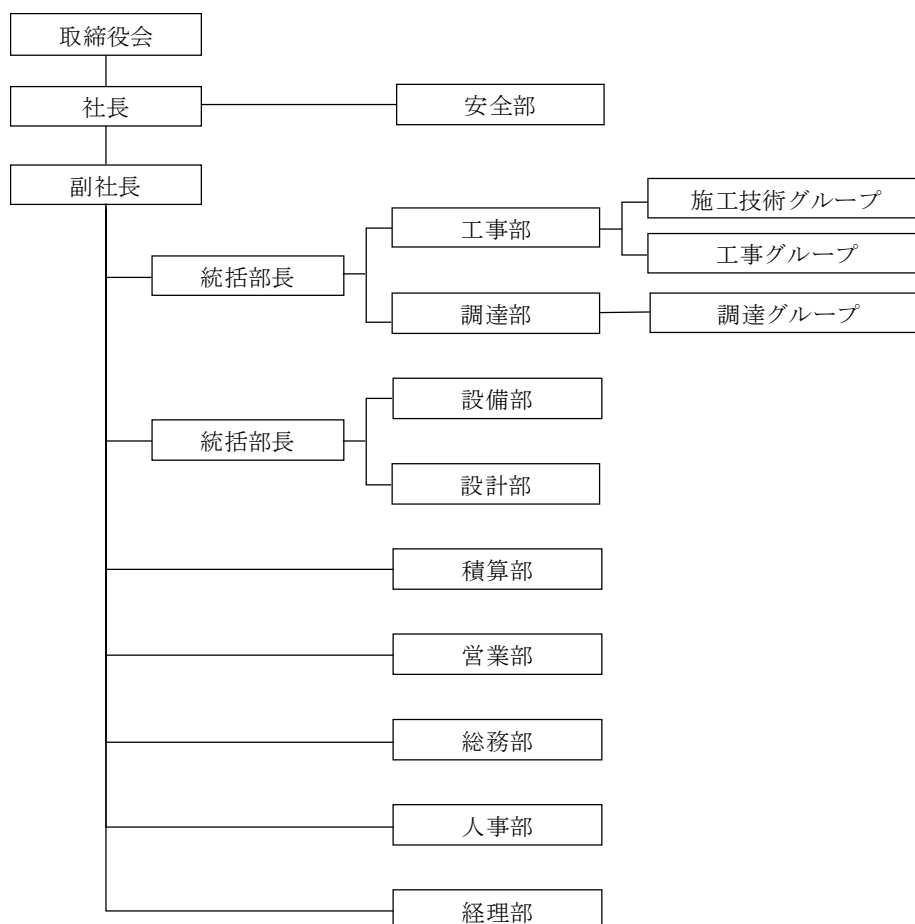 取締役会
社長
安全部
副社長
施工技術グループ
工事部
工事グループ
統括部長
調達部
調達グループ
設備部
統括部長
設計部
積算部
営業部
総務部
人事部
経理部